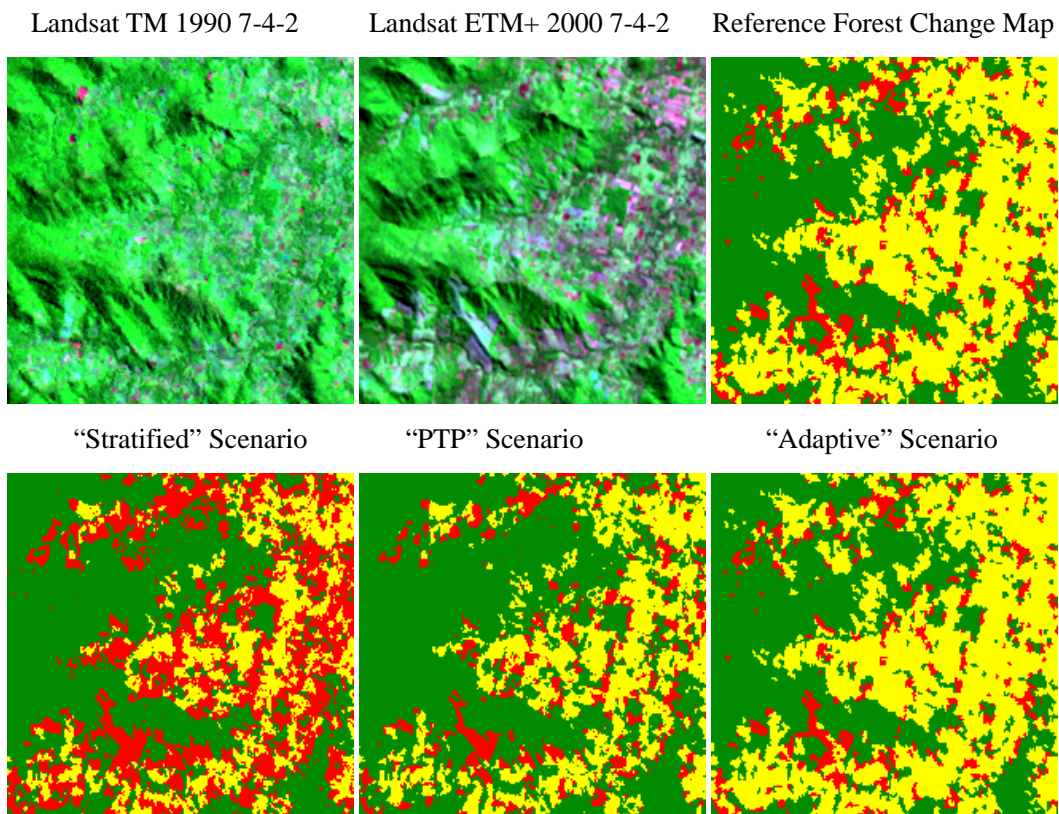 Landsat TM 1990 7-4-2
Landsat ETM+ 2000 7-4-2
Reference Forest Change Map
“Stratified” Scenario
“PTP” Scenario
“Adaptive” Scenario